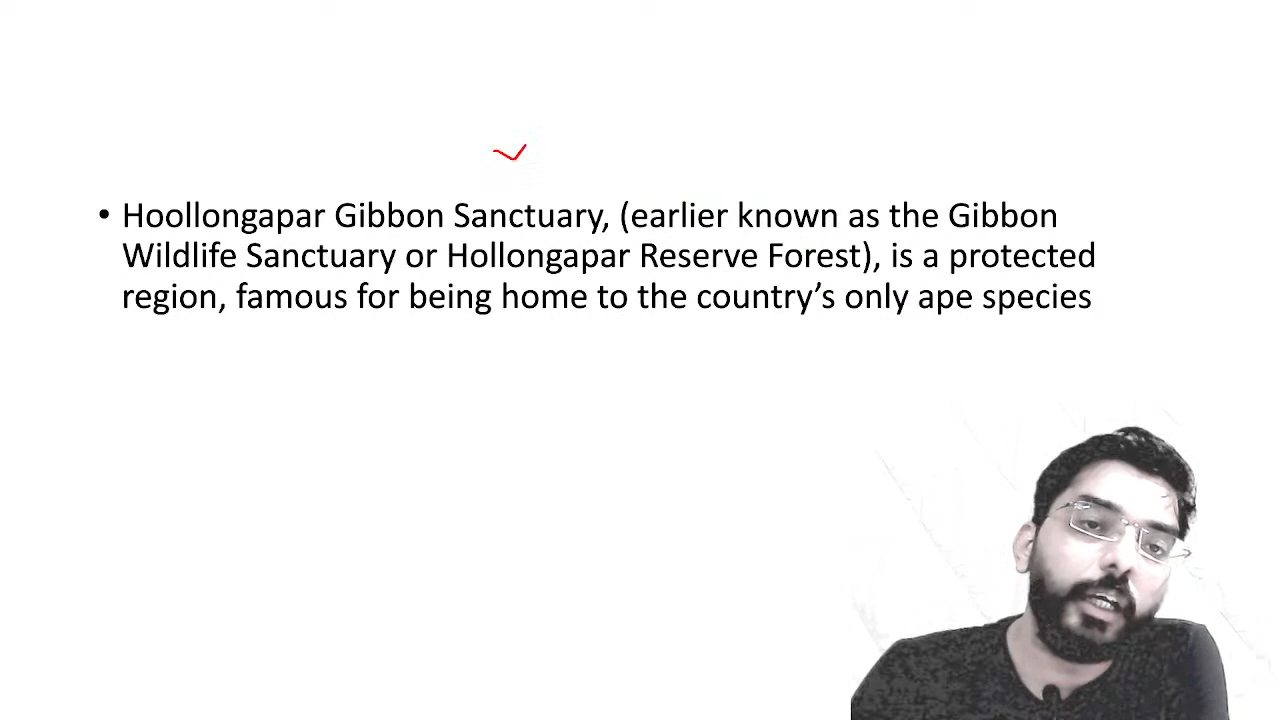 • Hoollongapar Gibbon Sanctuary, (earlier known as the Gibbon
Wildlife Sanctuary or Hollongapar Reserve Forest), is a protected
region, famous for being home to the country’s only ape species